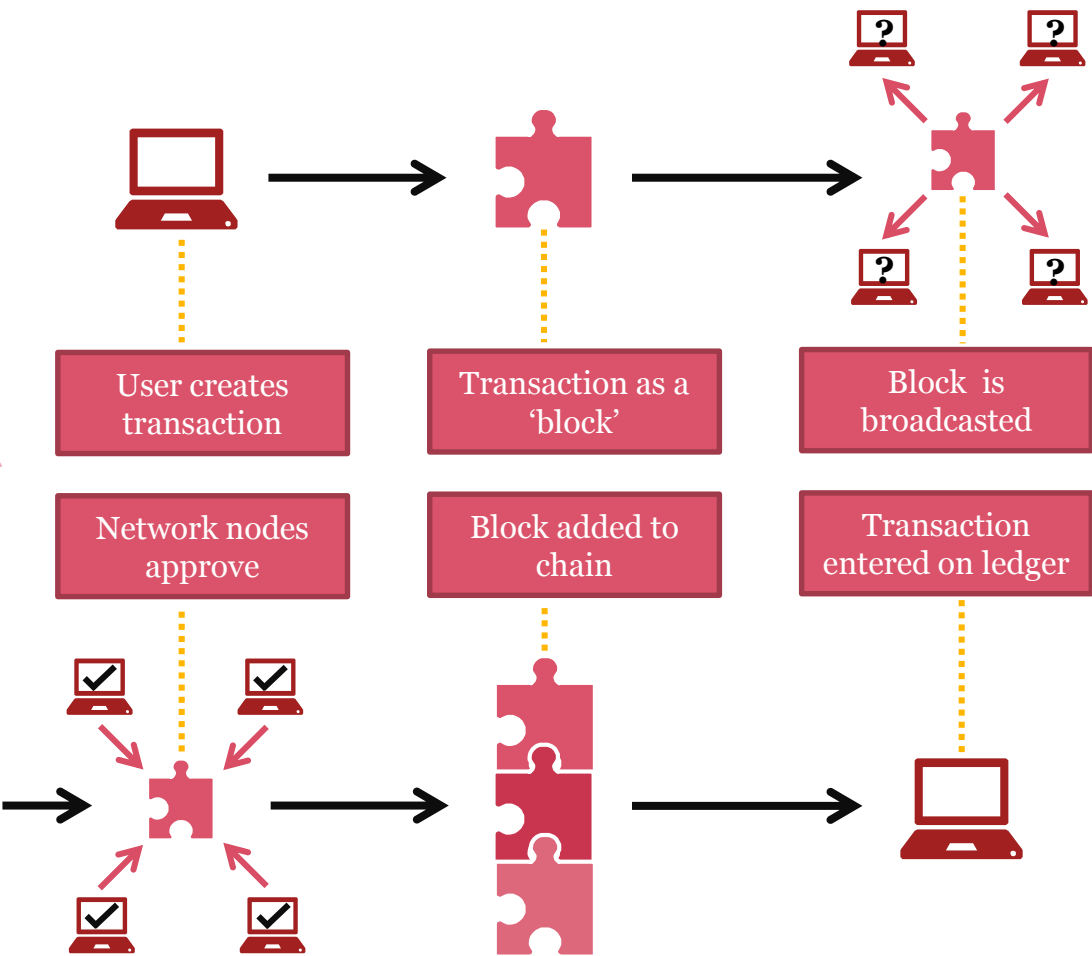 ?
?
?
?
User creates
transaction
Transaction as a
‘block’
Block is
broadcasted
Network nodes
approve
Block added to
chain
Transaction
entered on ledger